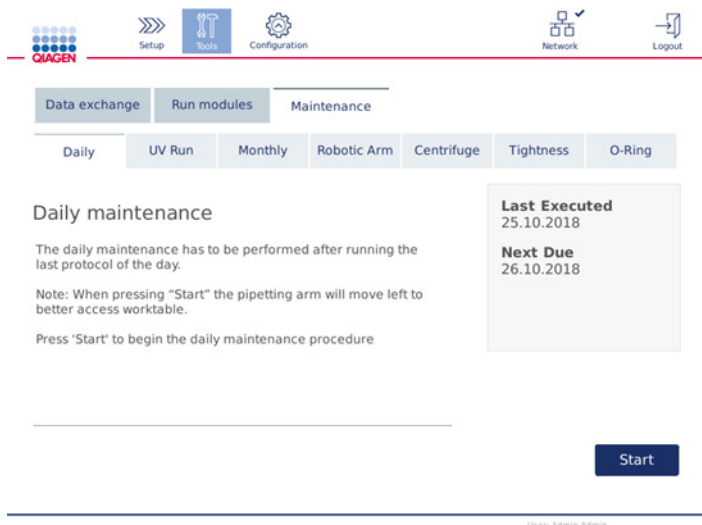 QIAGEN
Setup
Tools
Configuration
Network
Logout
Data exchange
Run modules
Maintenance
Daily
UV Run
Monthly
Robotic Arm
Centrifuge
Tightness
O-Ring
Daily maintenance
The daily maintenance has to be performed after running the
last protocol of the day.
Note: When pressing “Start” the pipetting arm will move left to
better access worktable.
Press 'Start' to begin the daily maintenance procedure
Last Executed
25.10.2018
Next Due
26.10.2018
Start
User: Admin Admin